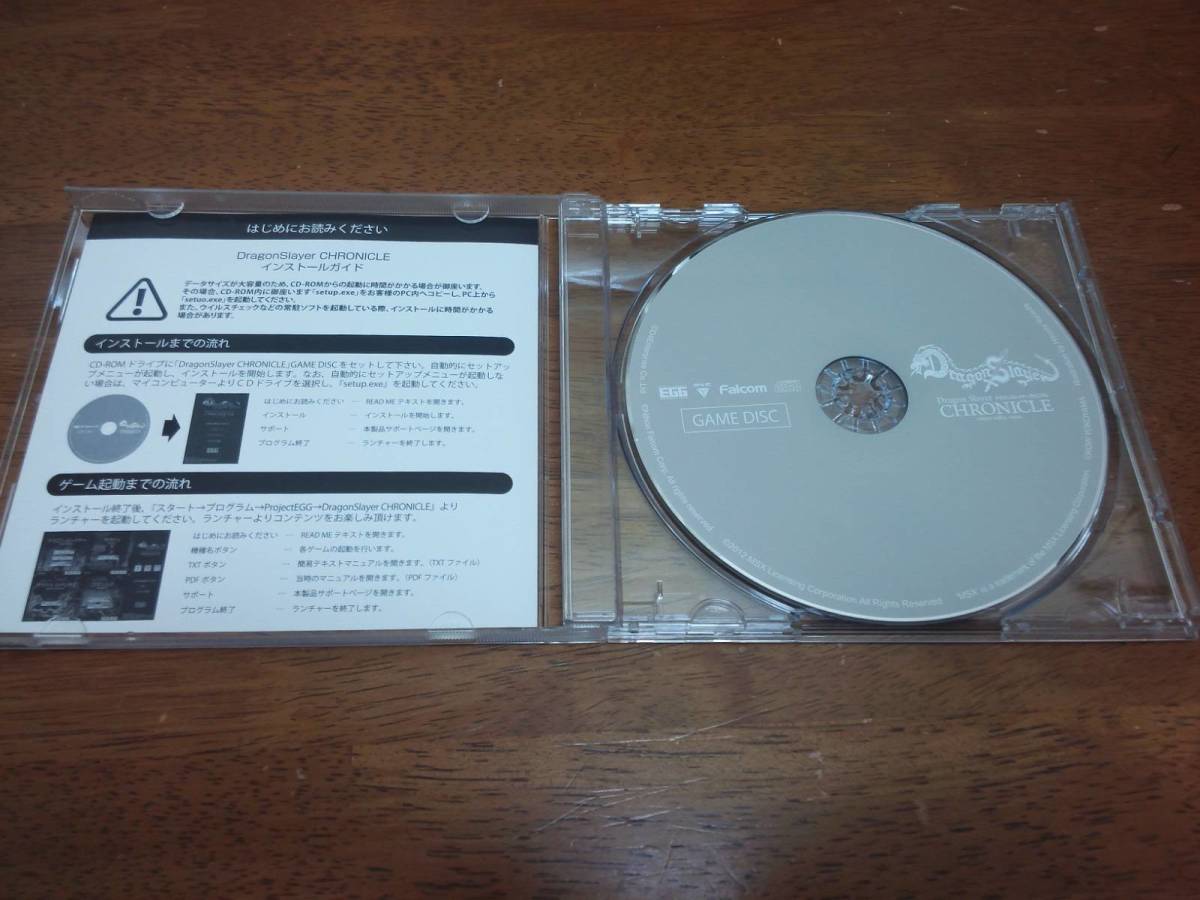 はじめにお読みください
DragonSlayer CHRONICLE
インストールガイド
データサイズが大容量のため、CD-ROMからの起動に時間がかかる場合が御座います。
その場合、CD-ROM内に御座います「setup.exe」をお客様のPC内へコピーし、PC上から
「setuo.exe」を起動してください。
また、ウイルスチェックなどの常駐ソフトを起動している際、インストールに時間がかかる
場合があります。
インストールまでの流れ
CD-ROM ドライブに「DragonSlayer CHRONICLE」GAME DISC をセットして下さい。自動的にセットアッ
プメニューが起動し、インストールを開始します。なお、自動的にセットアップメニューが起動しな
い場合は、マイコンピューターよりＣＤドライブを選択し、「setup.exe」を起動してください。
はじめにお読みください … READ ME テキストを開きます。
インストール … インストールを開始します。
サポート … 本製品サポートページを開きます。
プログラム終了 … ランチャーを終了します。
ゲーム起動までの流れ
インストール終了後、『スタート→プログラム→ProjectEGG→DragonSlayer CHRONICLE』より
ランチャーを起動してください。ランチャーよりコンテンツをお楽しみ頂けます。
はじめにお読みください … READ ME テキストを開きます。
機種名ボタン … 各ゲームの起動を行います。
TXT ボタン … 簡易テキストマニュアルを開きます。（TXT ファイル）
PDF ボタン … 当時のマニュアルを開きます。（PDF ファイル）
サポート … 本製品サポートページを開きます。
プログラム終了 … ランチャーを終了します。
EGG
Falcom
GAME DISC
Dragon Slayer
Dragon Slayer
CHRONICLE
©2012 MSX Licensing Corporation All Rights Reserved
MSX is a trademark of the MSX Licensing Corporation